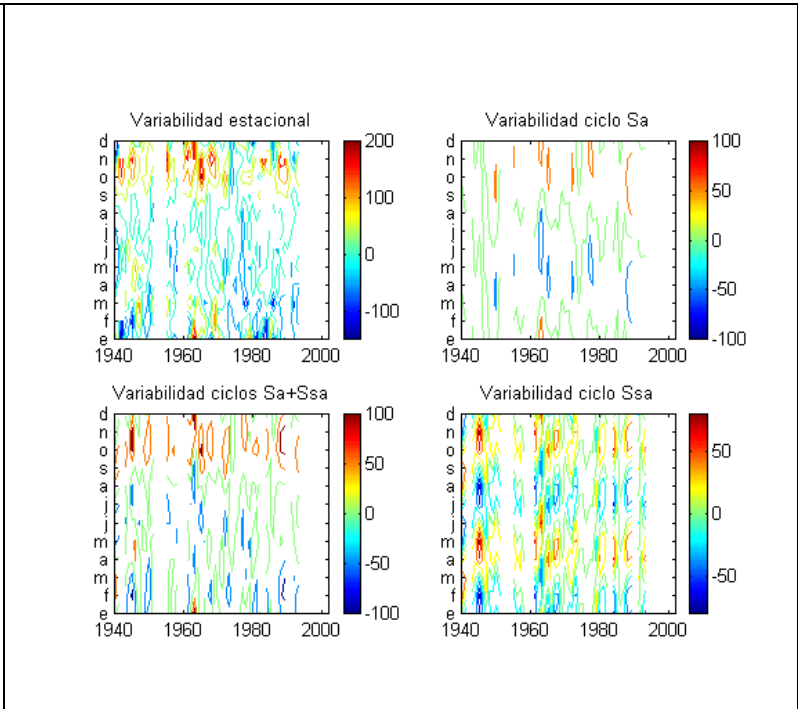 Variabilidad estacional
d
n
o
s
a
j
j
m
a
m
f
e
1940 1960 1980 2000
200
100
0
-100
Variabilidad ciclo Sa
d
n
o
s
a
j
j
m
a
m
f
e
1940 1960 1980 2000
100
50
0
-50
-100
Variabilidad ciclos Sa+Ssa
d
n
o
s
a
j
j
m
a
m
f
e
1940 1960 1980 2000
100
50
0
-50
-100
Variabilidad ciclo Ssa
d
n
o
s
a
j
j
m
a
m
f
e
1940 1960 1980 2000
50
0
-50